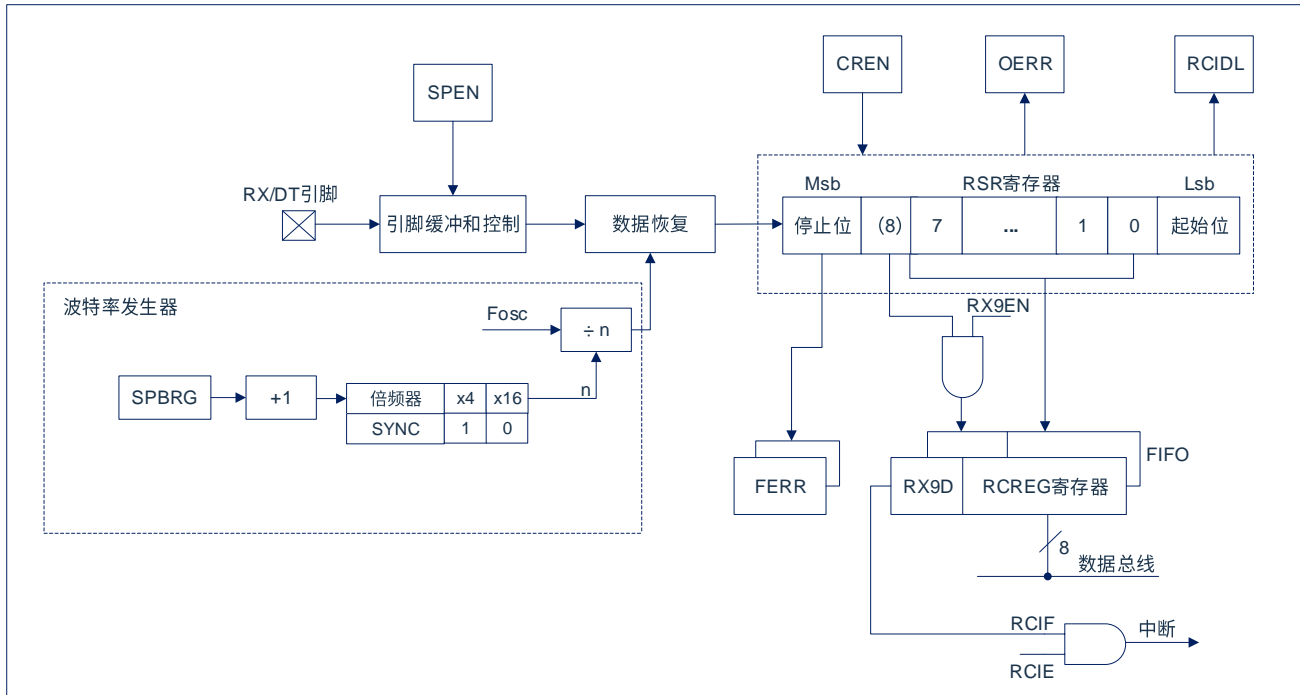 CREN
OERR
RCIDL
SPEN
RX/DT引脚
引脚缓冲和控制
数据恢复
Msb
RSR寄存器
Lsb
停止位
(8)
7
...
1
0
起始位
波特率发生器
Fosc
÷ n
RX9EN
SPBRG
+1
倍频器
x4
x16
n
SYNC
1
0
FERR
RX9D
RCREG寄存器
FIFO
8
数据总线
RCIF
中断
RCIE